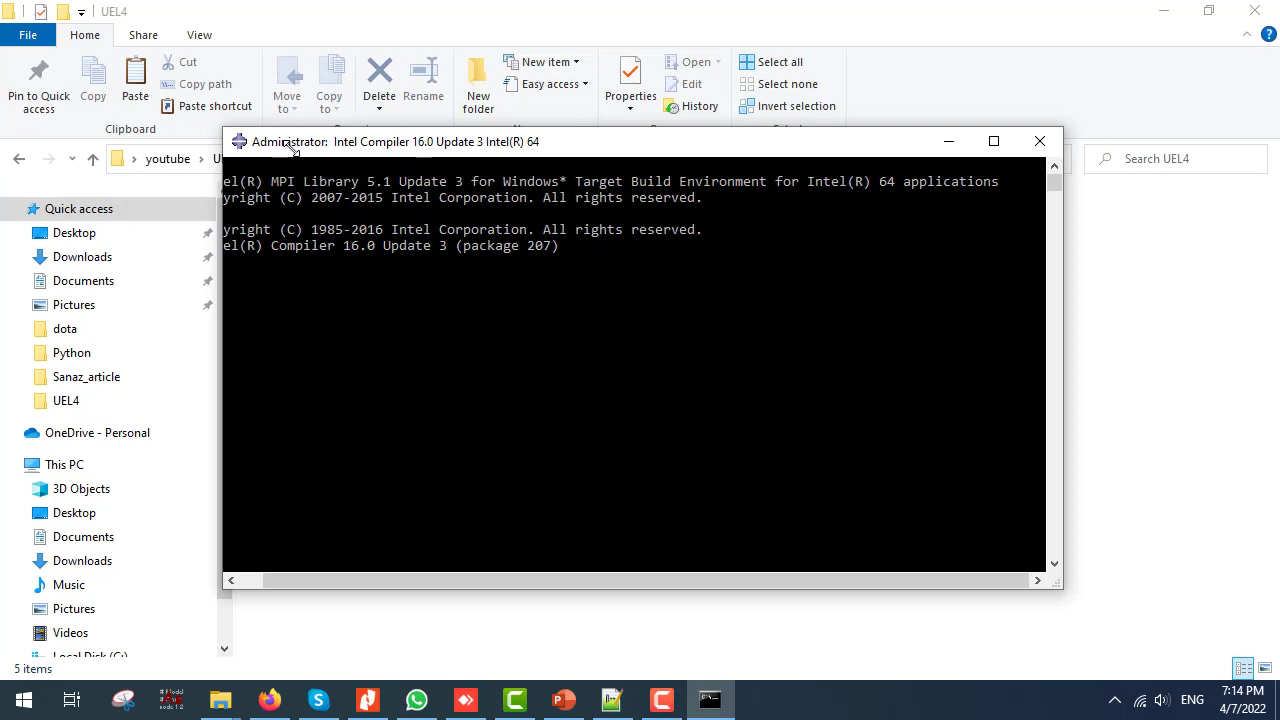 UEL4
File
Home
Share
View
Pin to Quick access
Copy
Paste
Cut
Copy path
Paste shortcut
Clipboard
Move to
Copy to
Delete
Rename
New folder
New item
Easy access
Properties
Open
Edit
History
Select all
Select none
Invert selection
youtube
Search UEL4
Administrator: Intel Compiler 16.0 Update 3 Intel(R) 64
el(R) MPI Library 5.1 Update 3 for Windows* Target Build Environment for Intel(R) 64 applications
yright (C) 2007-2015 Intel Corporation. All rights reserved.
yright (C) 1985-2016 Intel Corporation. All rights reserved.
el(R) Compiler 16.0 Update 3 (package 207)
Quick access
Desktop
Downloads
Documents
Pictures
dota
Python
Sanaz_article
UEL4
OneDrive - Personal
This PC
3D Objects
Desktop
Documents
Downloads
Music
Pictures
Videos
Local Disk (C:)
5 items
ENG
7:14 PM
4/7/2022